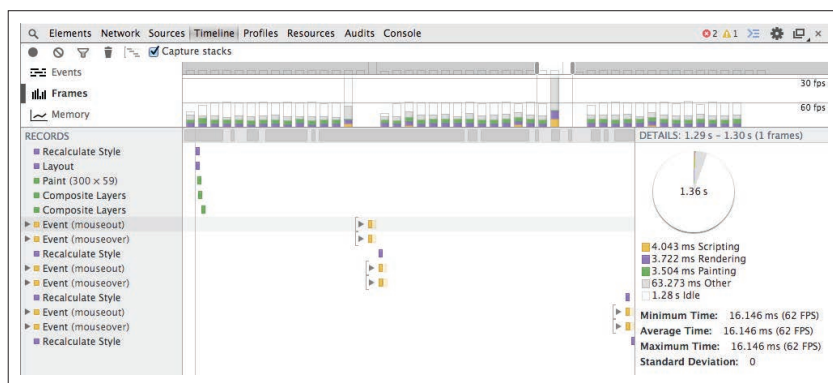 Elements Network Sources Timeline Profiles Resources Audits Console
2 1
Capture stacks
Events
Frames
Memory
30 fps
60 fps
RECORDS
DETAILS: 1.29 s – 1.30 s (1 frames)
Recalculate Style
Layout
Paint (300 × 59)
Composite Layers
Composite Layers
Event (mouseout)
Event (mouseover)
Recalculate Style
Event (mouseout)
Event (mouseover)
Recalculate Style
Event (mouseout)
Event (mouseover)
Recalculate Style
1.36 s
4.043 ms Scripting
3.722 ms Rendering
3.504 ms Painting
63.273 ms Other
1.28 s Idle
Minimum Time: 16.146 ms (62 FPS)
Average Time: 16.146 ms (62 FPS)
Maximum Time: 16.146 ms (62 FPS)
Standard Deviation: 0